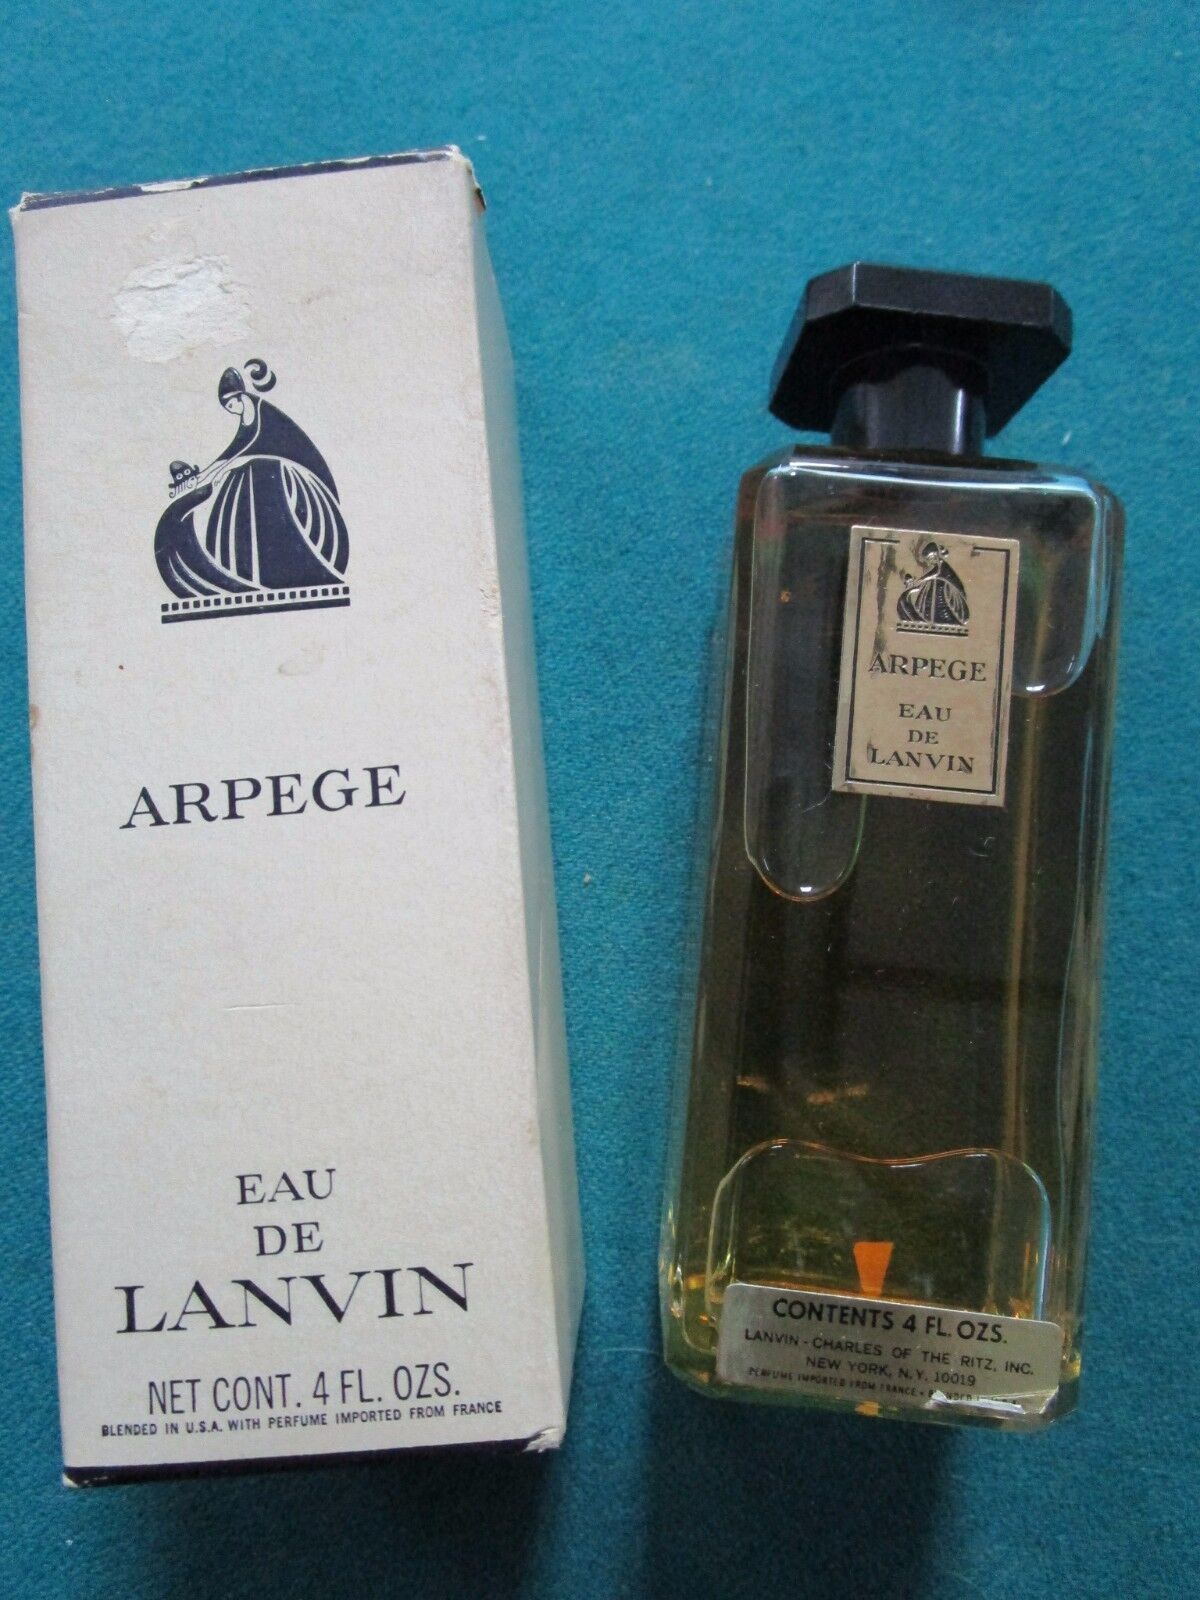 ARPEGE
EAU
DE
LANVIN
NET CONT. 4 FL. OZS.
BLENDED IN U.S.A. WITH PERFUME IMPORTED FROM FRANCE
ARPEGE
EAU
DE
LANVIN
CONTENTS 4 FL. OZS.
LANVIN - CHARLES OF THE RITZ, INC.
NEW YORK, N.Y. 10019
PERFUME IMPORTED FROM FRANCE •